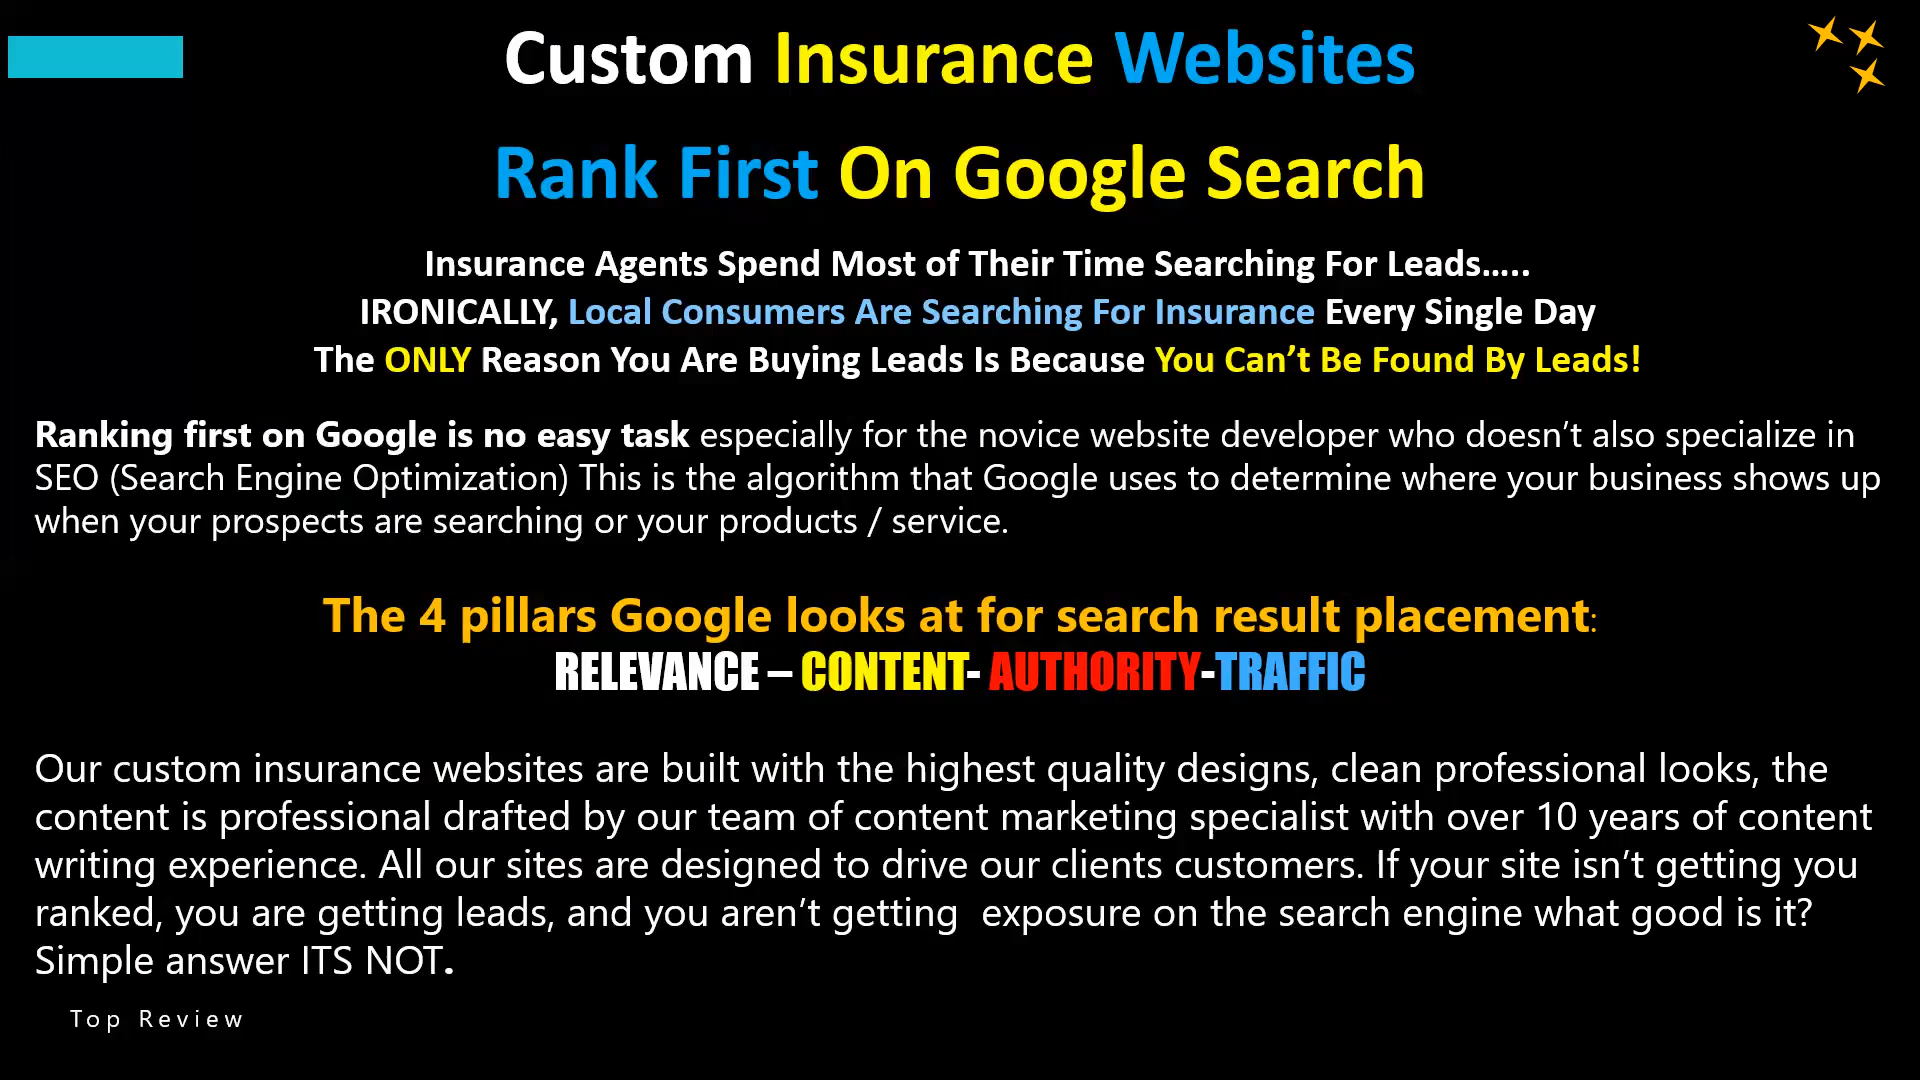 Custom Insurance Websites
Rank First On Google Search
Insurance Agents Spend Most of Their Time Searching For Leads…..
IRONICALLY, Local Consumers Are Searching For Insurance Every Single Day
The ONLY Reason You Are Buying Leads Is Because You Can’t Be Found By Leads!
Ranking first on Google is no easy task especially for the novice website developer who doesn’t also specialize in
SEO (Search Engine Optimization) This is the algorithm that Google uses to determine where your business shows up
when your prospects are searching or your products / service.
The 4 pillars Google looks at for search result placement:
RELEVANCE – CONTENT- AUTHORITY-TRAFFIC
Our custom insurance websites are built with the highest quality designs, clean professional looks, the
content is professional drafted by our team of content marketing specialist with over 10 years of content
writing experience. All our sites are designed to drive our clients customers. If your site isn’t getting you
ranked, you are getting leads, and you aren’t getting  exposure on the search engine what good is it?
Simple answer ITS NOT.
Top Review